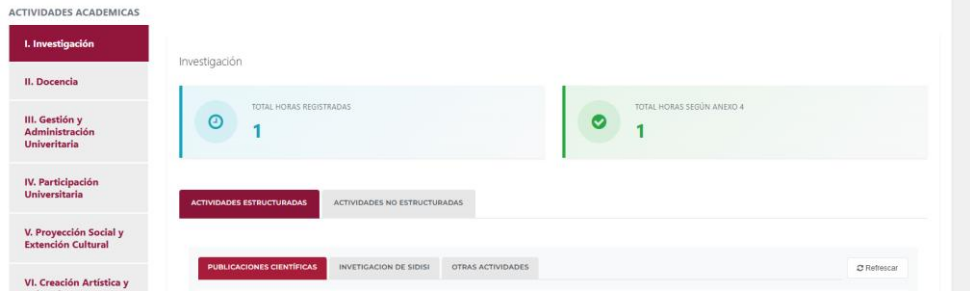 ACTIVIDADES ACADEMICAS
I. Investigación
II. Docencia
III. Gestión y
Administración
Univeritaria
IV. Participación
Universitaria
V. Proyección Social y
Extención Cultural
VI. Creación Artística y
Investigación
TOTAL HORAS REGISTRADAS
1
TOTAL HORAS SEGÚN ANEXO 4
1
ACTIVIDADES ESTRUCTURADAS
ACTIVIDADES NO ESTRUCTURADAS
PUBLICACIONES CIENTÍFICAS
INVETIGACION DE SIDISI
OTRAS ACTIVIDADES
Refrescar